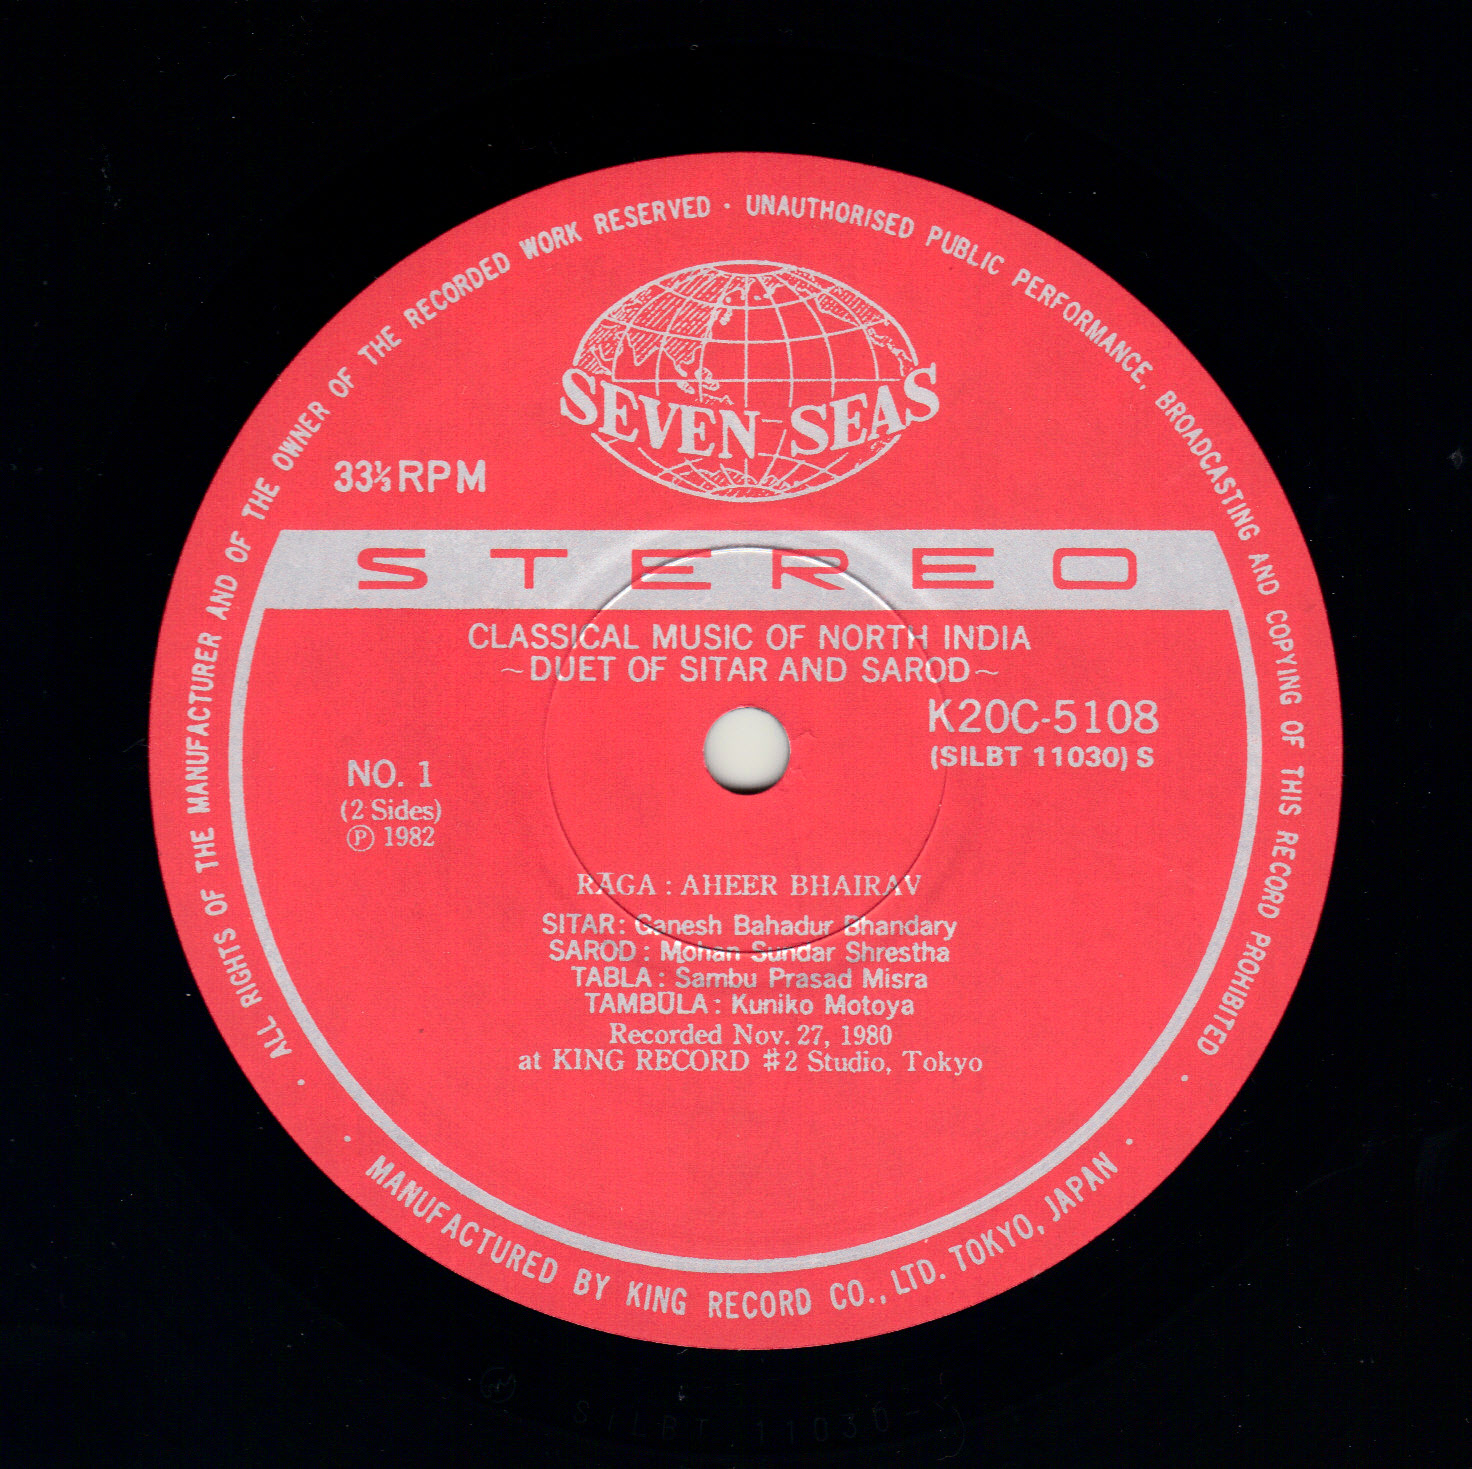 ALL RIGHTS OF THE MANUFACTURER AND OF THE OWNER OF THE RECORDED WORK RESERVED · UNAUTHORISED PUBLIC PERFORMANCE, BROADCASTING AND COPYING OF THIS RECORD PROHIBITED ·
SEVEN SEAS
33⅓RPM
STEREO
CLASSICAL MUSIC OF NORTH INDIA
~DUET OF SITAR AND SAROD~
K20C-5108
(SILBT 11030) S
NO. 1
(2 Sides)
Ⓟ 1982
RĀGA : AHEER BHAIRAV
SITAR: Ganesh Bahadur Bhandary
SAROD : Mohan Sundar Shrestha
TABLA : Sambu Prasad Misra
TAMBŪLA : Kuniko Motoya
Recorded Nov. 27, 1980
at KING RECORD #2 Studio, Tokyo
· MANUFACTURED BY KING RECORD CO., LTD. TOKYO, JAPAN ·
SILBT 11030-